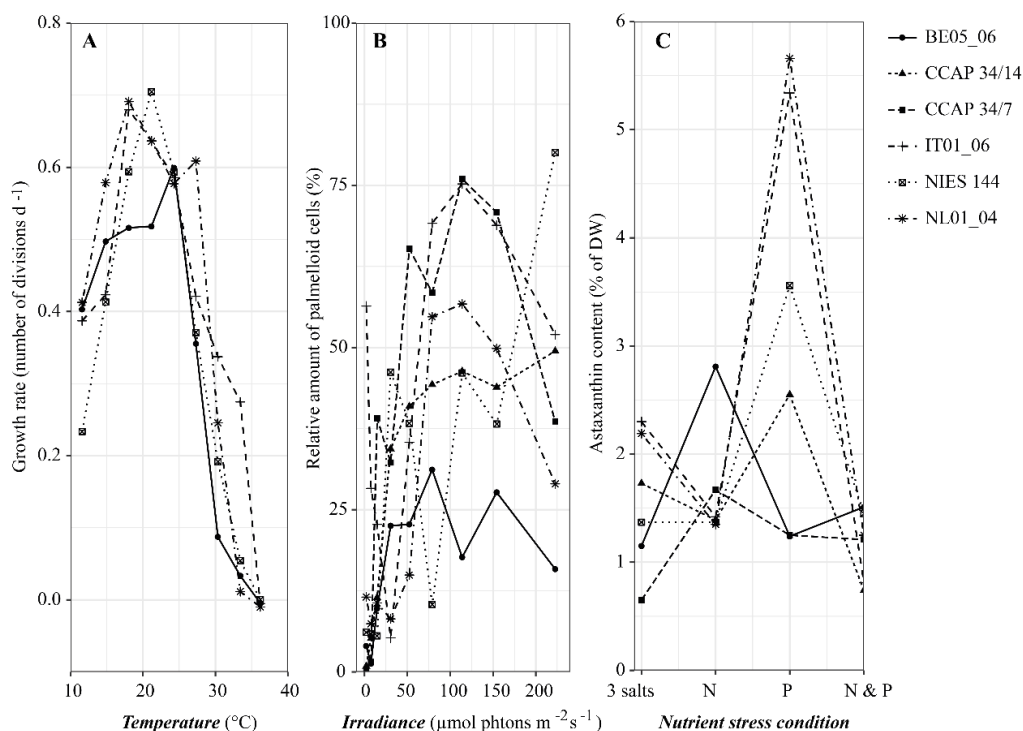 A
Growth rate (number of divisions d -1)
0.8
0.6
0.4
0.2
0.0
10
20
30
40
Temperature (°C)
B
Relative amount of palmelloid cells (%)
100
75
50
25
0
0
50
100
150
200
Irradiance (μmol phtons m-2s-1)
C
Astaxanthin content (% of DW)
6
5
4
3
2
1
0
3 salts
N
P
N & P
Nutrient stress condition
BE05_06
CCAP 34/14
CCAP 34/7
IT01_06
NIES 144
NL01_04